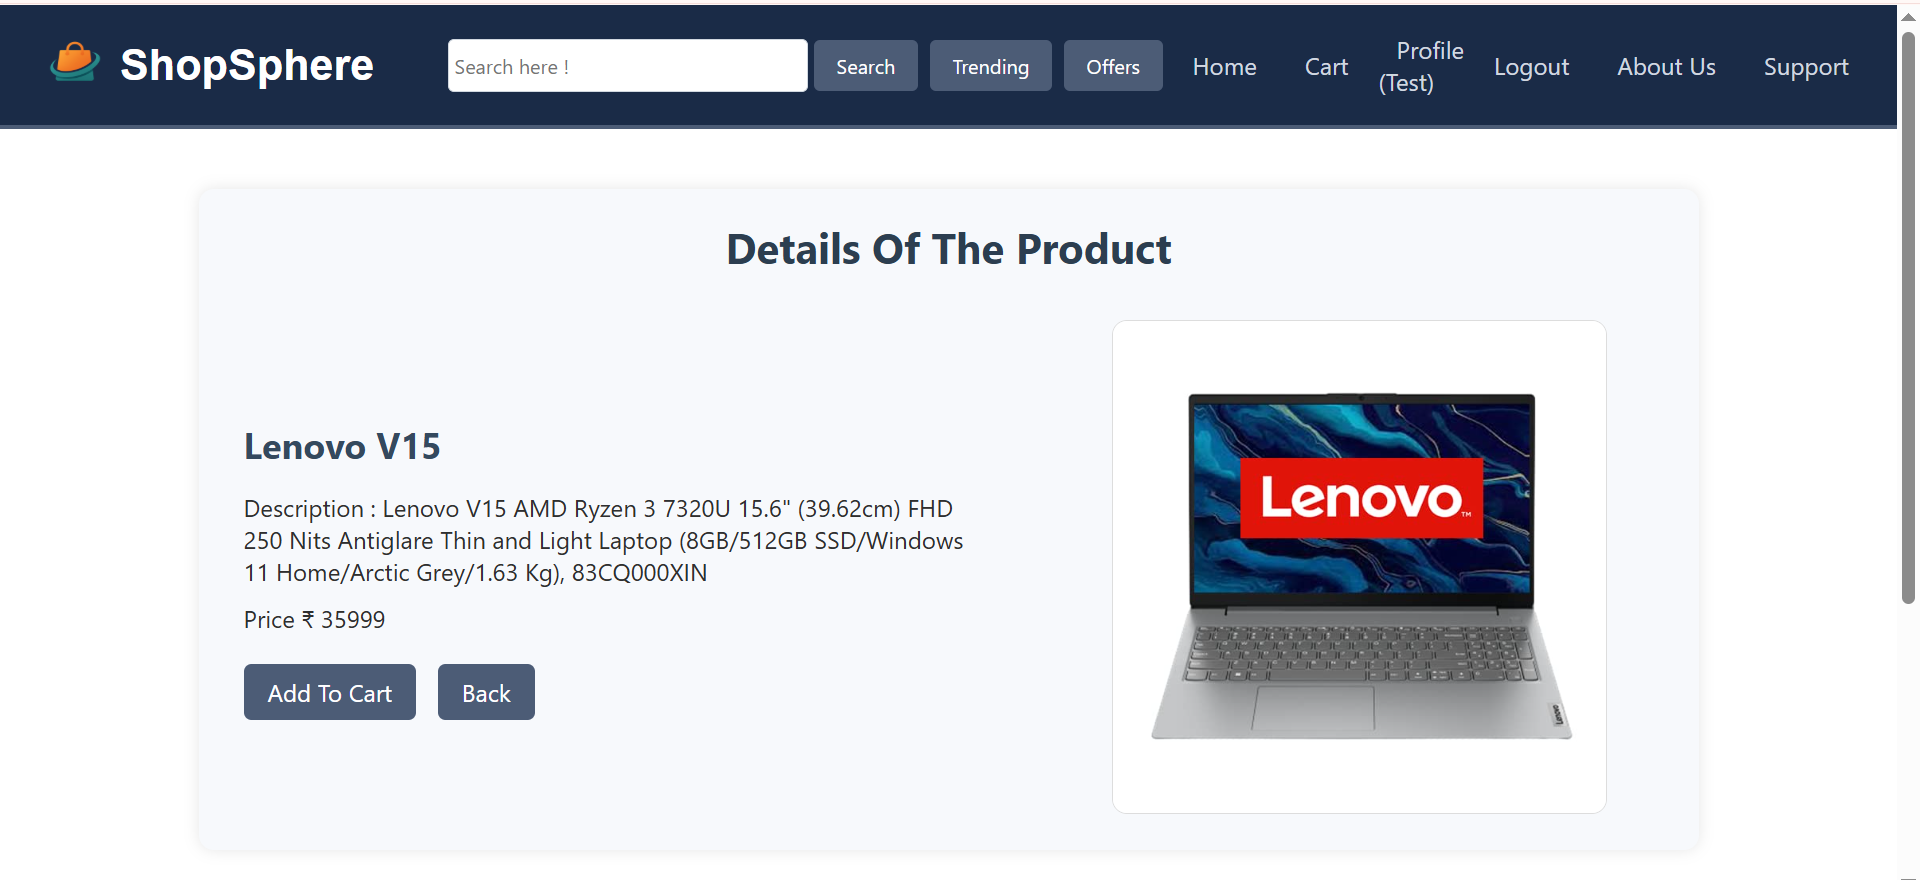 ShopSphere
Search here !
Search
Trending
Offers
Home
Cart
Profile
(Test)
Logout
About Us
Support
Details Of The Product
Lenovo V15
Description : Lenovo V15 AMD Ryzen 3 7320U 15.6" (39.62cm) FHD
250 Nits Antiglare Thin and Light Laptop (8GB/512GB SSD/Windows
11 Home/Arctic Grey/1.63 Kg), 83CQ000XIN
Price ₹ 35999
Add To Cart
Back
Lenovo™
Lenovo